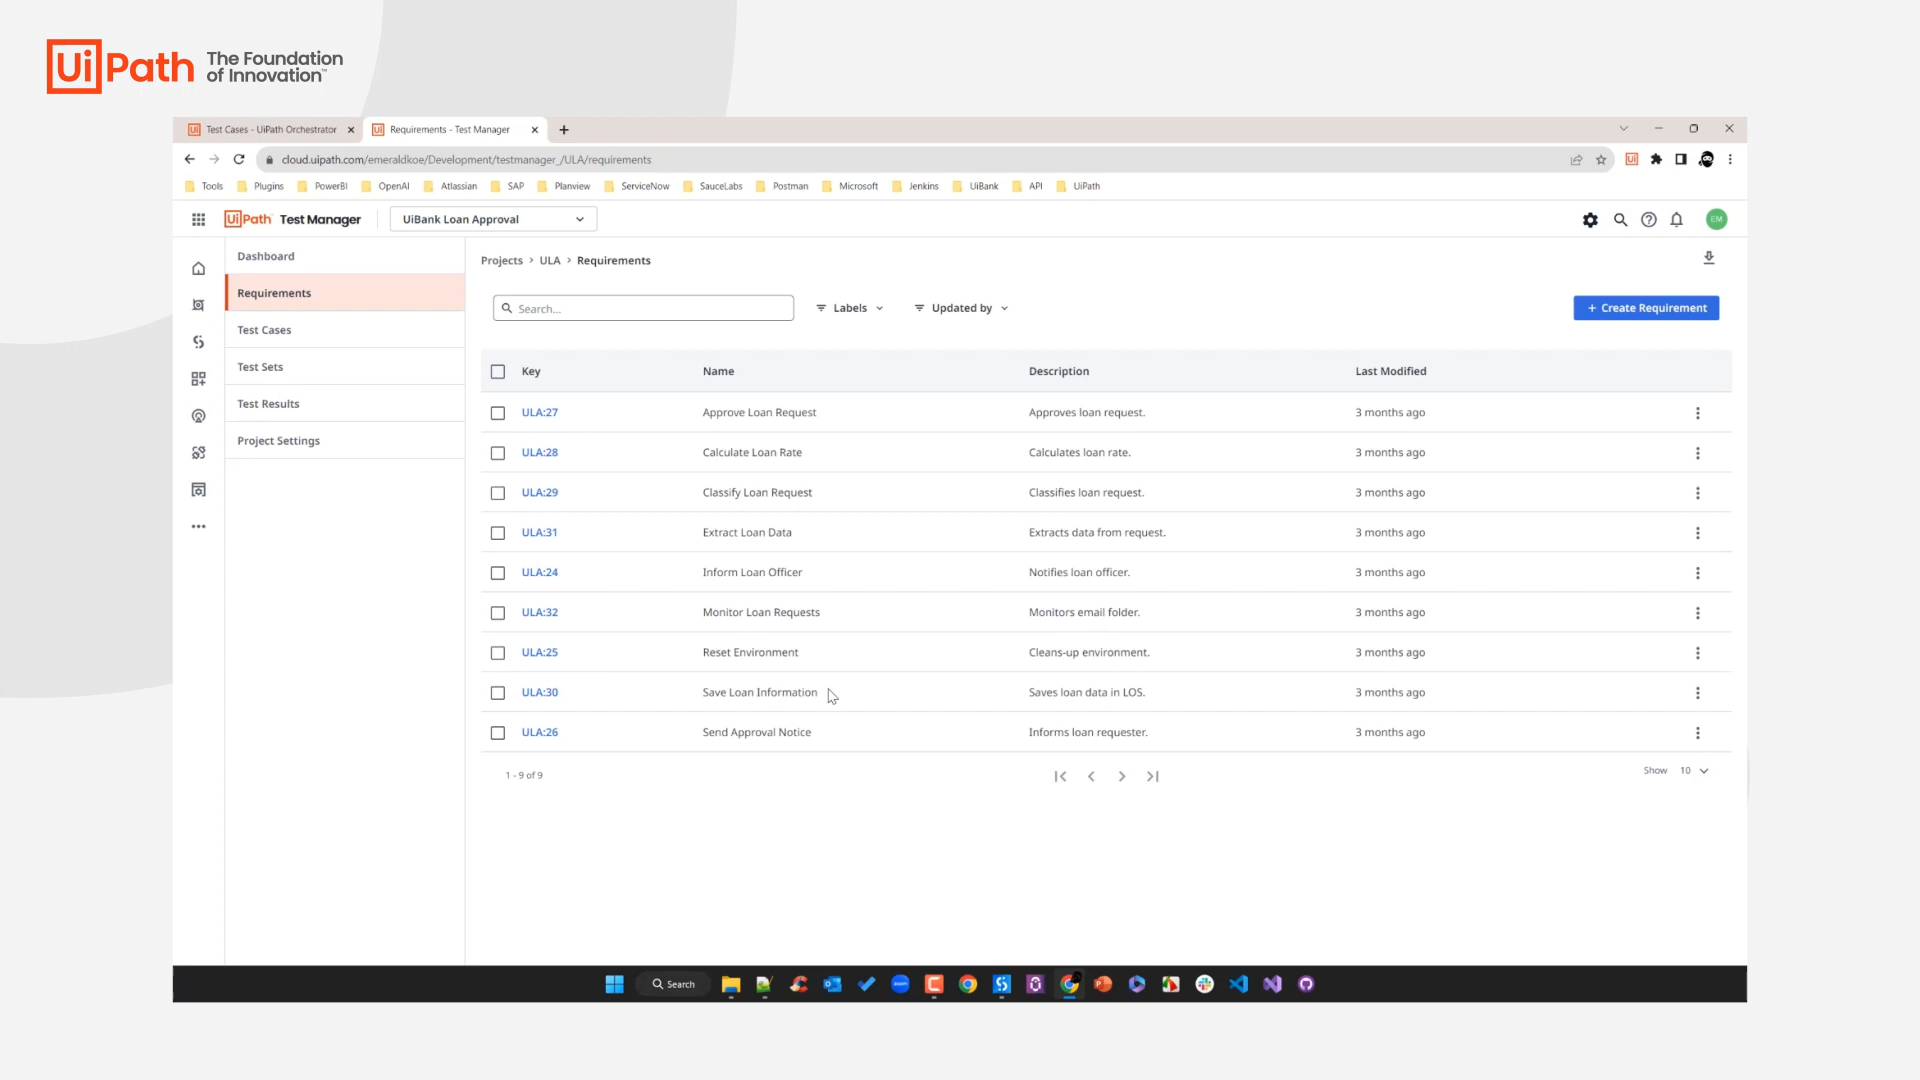 UiPath The Foundation of Innovation™
Test Cases - UiPath Orchestrator
Requirements - Test Manager
cloud.uipath.com/emeraldkoe/Development/testmanager_/ULA/requirements
Tools Plugins PowerBI OpenAI Atlassian SAP Planview ServiceNow SauceLabs Postman Microsoft Jenkins UiBank API UiPath
UiPath Test Manager
UiBank Loan Approval
EM
Dashboard
Requirements
Test Cases
Test Sets
Test Results
Project Settings
Projects > ULA > Requirements
Search...
Labels
Updated by
+ Create Requirement
Key Name Description Last Modified
ULA:27 Approve Loan Request Approves loan request. 3 months ago
ULA:28 Calculate Loan Rate Calculates loan rate. 3 months ago
ULA:29 Classify Loan Request Classifies loan request. 3 months ago
ULA:31 Extract Loan Data Extracts data from request. 3 months ago
ULA:24 Inform Loan Officer Notifies loan officer. 3 months ago
ULA:32 Monitor Loan Requests Monitors email folder. 3 months ago
ULA:25 Reset Environment Cleans-up environment. 3 months ago
ULA:30 Save Loan Information Saves loan data in LOS. 3 months ago
ULA:26 Send Approval Notice Informs loan requester. 3 months ago
1 - 9 of 9
Show 10
Search